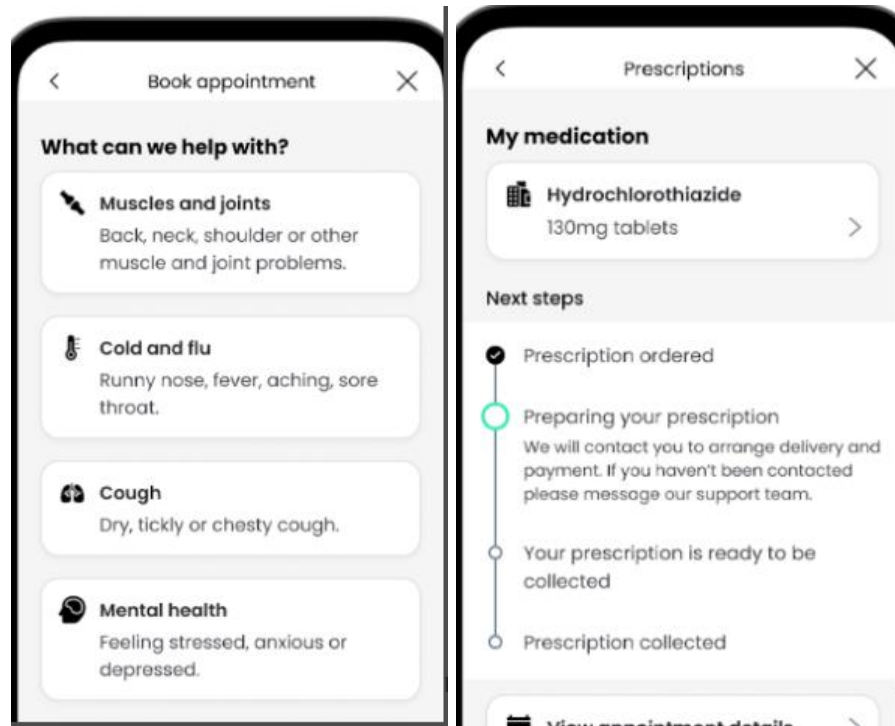 Book appointment
What can we help with?
Muscles and joints
Back, neck, shoulder or other
muscle and joint problems.
Cold and flu
Runny nose, fever, aching, sore
throat.
Cough
Dry, tickly or chesty cough.
Mental health
Feeling stressed, anxious or
depressed.
Prescriptions
My medication
Hydrochlorothiazide
130mg tablets
Next steps
Prescription ordered
Preparing your prescription
We will contact you to arrange delivery and
payment. If you haven't been contacted
please message our support team.
Your prescription is ready to be
collected
Prescription collected
View appointment details